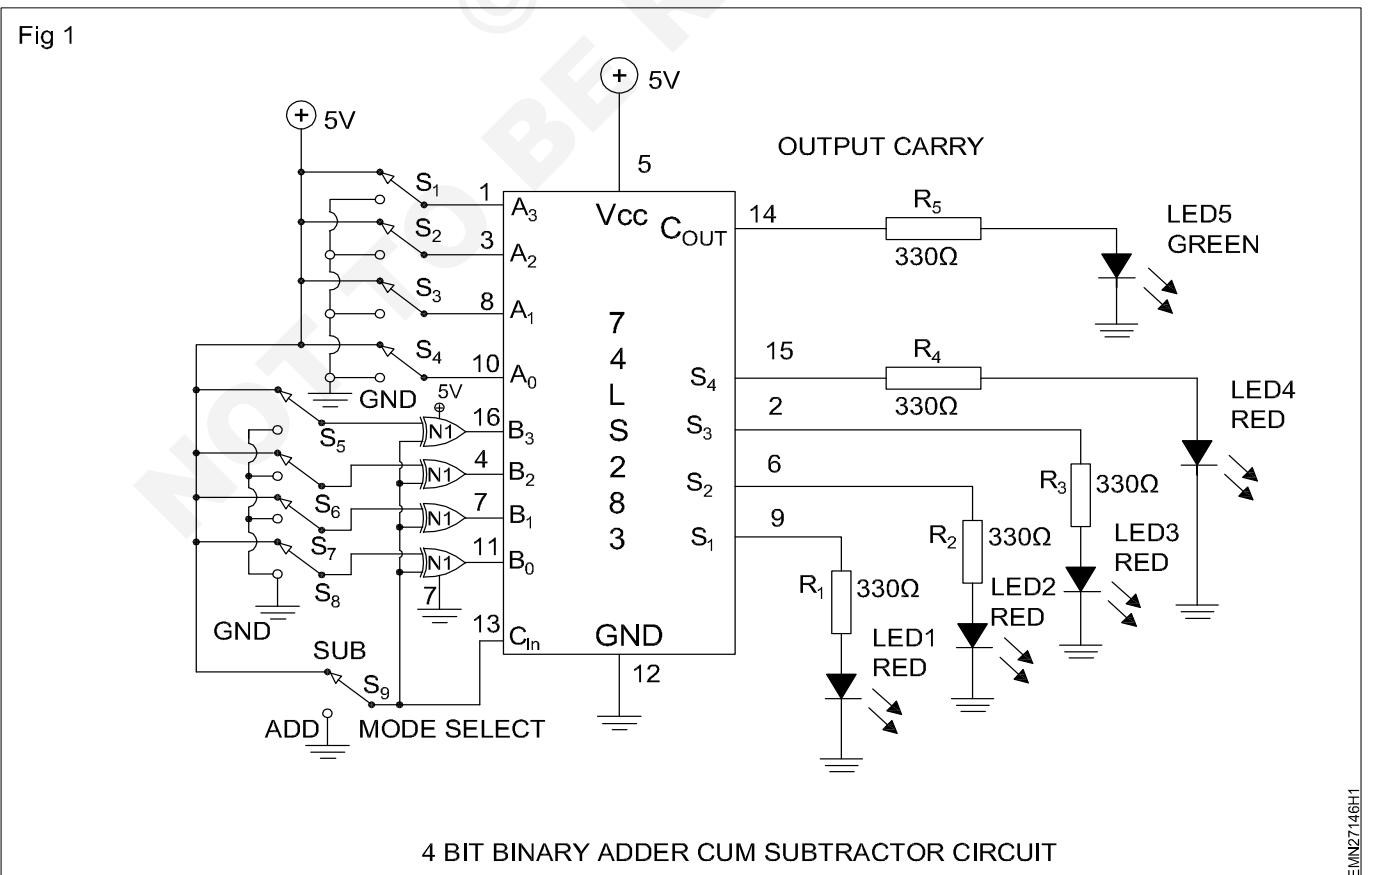 Fig 1
5V
5V
OUTPUT CARRY
5
S1
1
A3
Vcc
COUT
14
R5
330Ω
LED5
GREEN
S2
3
A2
S3
8
A1
S4
10
A0
GND
7
4
L
S
2
8
3
15
S4
R4
330Ω
LED4
RED
5V
S5
N1
16
B3
2
S3
R3
330Ω
LED3
RED
S6
N1
4
B2
6
S2
R2
330Ω
LED2
RED
S7
N1
7
B1
9
S1
R1
330Ω
LED1
RED
S8
N1
11
B0
7
GND
13
CIn
GND
12
SUB
S9
ADD
MODE SELECT
4 BIT BINARY ADDER CUM SUBTRACTOR CIRCUIT
EMN27146H1
NOT TO BE R
©